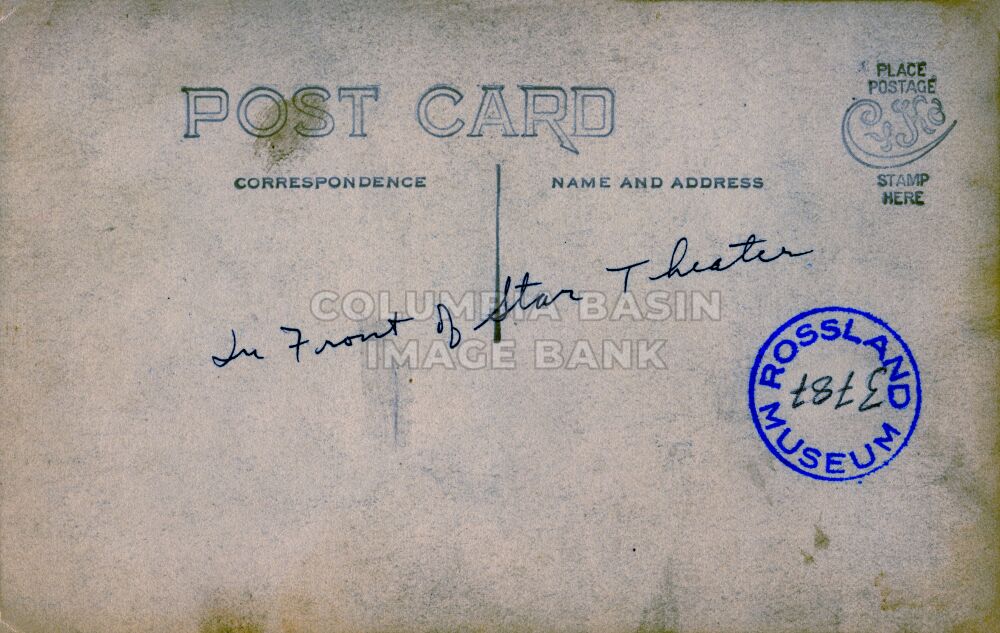 POST CARD
PLACE
POSTAGE
CyKo
STAMP
HERE
CORRESPONDENCE
NAME AND ADDRESS
In Front of Star Theater
COLUMBIA BASIN
IMAGE BANK
ROSSLAND
3787
MUSEUM